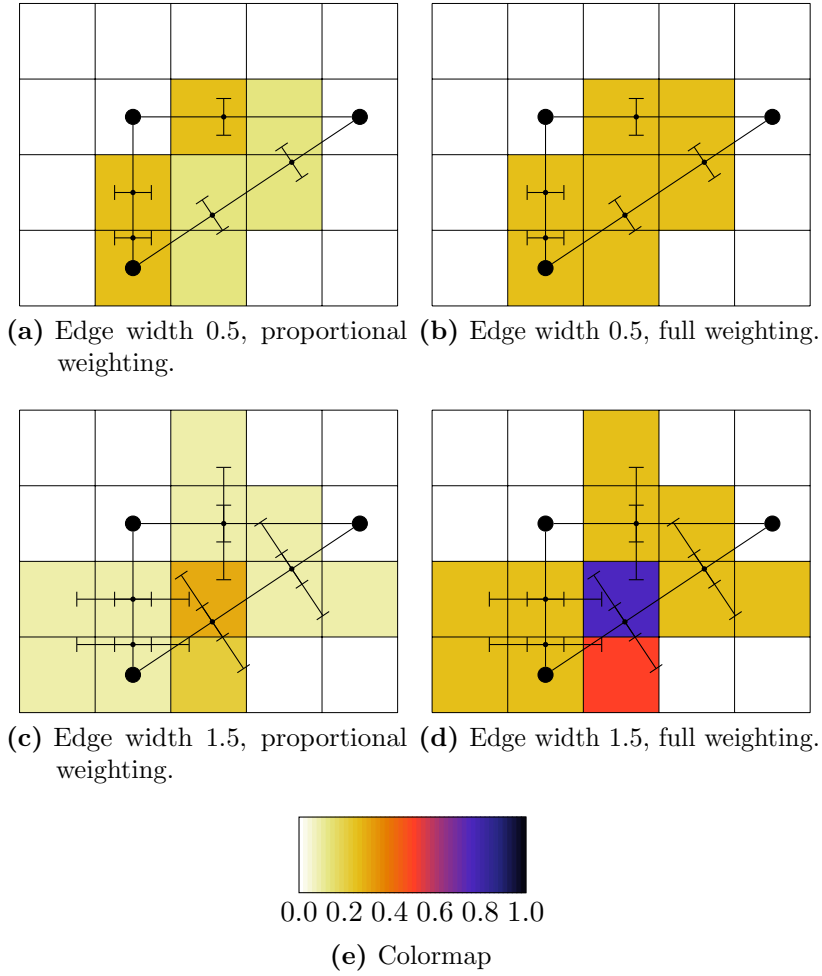 (a) Edge width 0.5, proportional weighting.
(b) Edge width 0.5, full weighting.
(c) Edge width 1.5, proportional weighting.
(d) Edge width 1.5, full weighting.
0.0 0.2 0.4 0.6 0.8 1.0
(e) Colormap